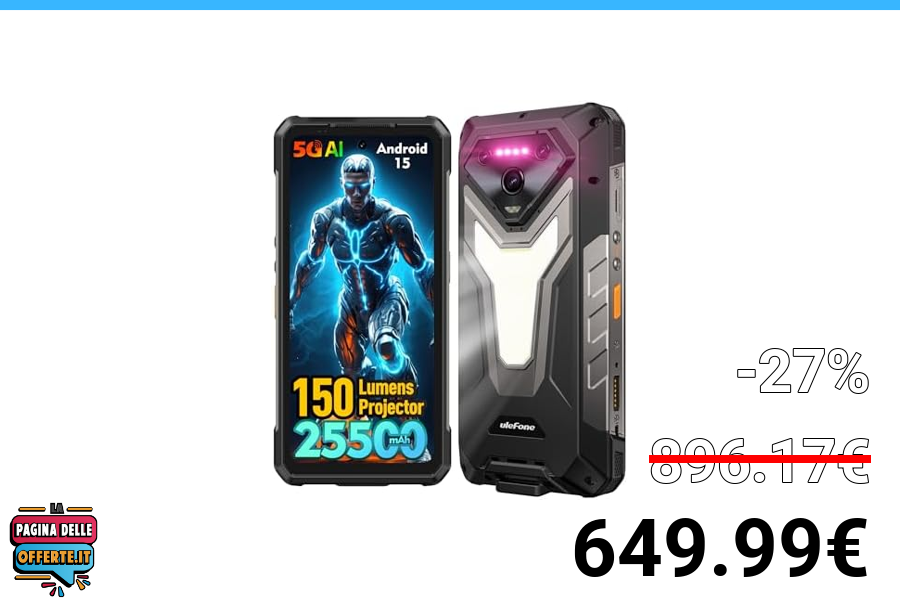 5G AI
Android
15
150 Lumens
Projector
25500 mAh
uleFone
-27%
896.17€
649.99€
LA
PAGINA DELLE
OFFERTE.IT